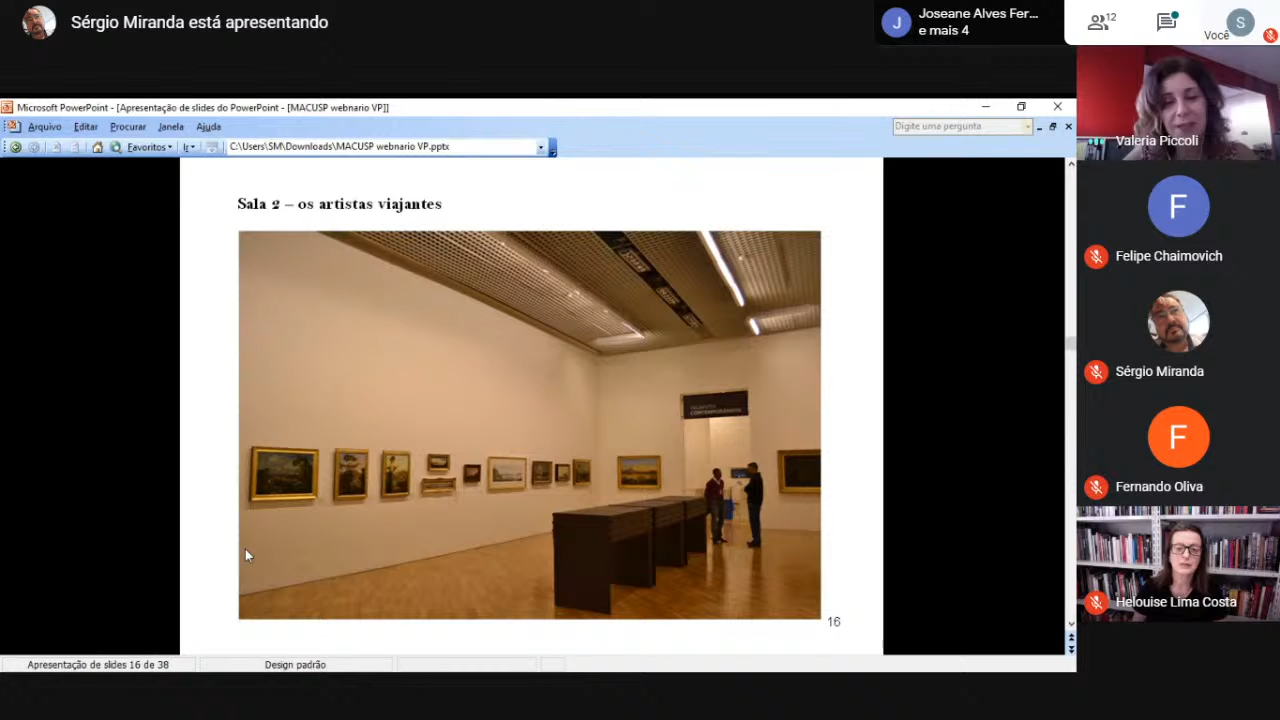 Sérgio Miranda está apresentando
Joseane Alves Fer...
e mais 4
J
12
S
Você
Microsoft PowerPoint - [Apresentação de slides do PowerPoint - [MACUSP webnario VP]]
Arquivo Editar Procurar Janela Ajuda
Digite uma pergunta
Favoritos
Ir
C:\Users\SM\Downloads\MACUSP webnario VP.pptx
Sala 2 – os artistas viajantes
CONTEMPORÂNEOS
16
Apresentação de slides 16 de 38
Design padrão
Valeria Piccoli
F
Felipe Chaimovich
Sérgio Miranda
F
Fernando Oliva
Helouise Lima Costa